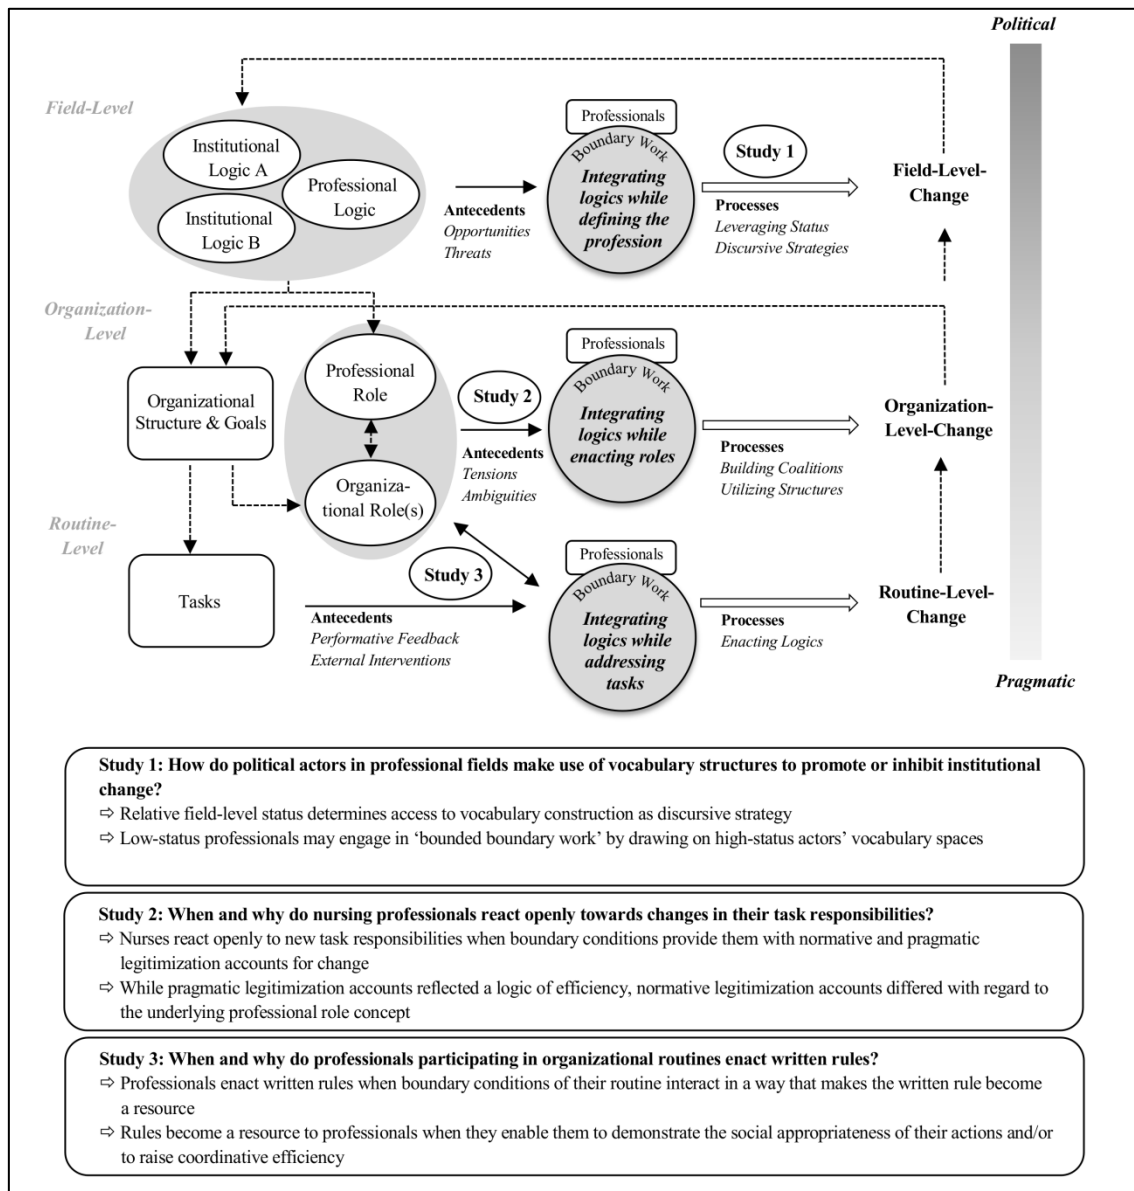 Political
Field-Level
Institutional
Logic A
Professional
Logic
Institutional
Logic B
Antecedents
Opportunities
Threats
Professionals
Boundary Work
Integrating
logics while
defining the
profession
Study 1
Processes
Leveraging Status
Discursive Strategies
Field-Level-
Change
Organization-
Level
Organizational
Structure & Goals
Professional
Role
Organiza-
tional Role(s)
Study 2
Antecedents
Tensions
Ambiguities
Professionals
Boundary Work
Integrating
logics while
enacting roles
Processes
Building Coalitions
Utilizing Structures
Organization-
Level-Change
Routine-
Level
Tasks
Study 3
Antecedents
Performative Feedback
External Interventions
Professionals
Boundary Work
Integrating
logics while
addressing
tasks
Processes
Enacting Logics
Routine-Level-
Change
Pragmatic
Study 1: How do political actors in professional fields make use of vocabulary structures to promote or inhibit institutional
change?
⇨ Relative field-level status determines access to vocabulary construction as discursive strategy
⇨ Low-status professionals may engage in ‘bounded boundary work’ by drawing on high-status actors’ vocabulary spaces
Study 2: When and why do nursing professionals react openly towards changes in their task responsibilities?
⇨ Nurses react openly to new task responsibilities when boundary conditions provide them with normative and pragmatic
legitimization accounts for change
⇨ While pragmatic legitimization accounts reflected a logic of efficiency, normative legitimization accounts differed with regard to
the underlying professional role concept
Study 3: When and why do professionals participating in organizational routines enact written rules?
⇨ Professionals enact written rules when boundary conditions of their routine interact in a way that makes the written rule become
a resource
⇨ Rules become a resource to professionals when they enable them to demonstrate the social appropriateness of their actions and/or
to raise coordinative efficiency